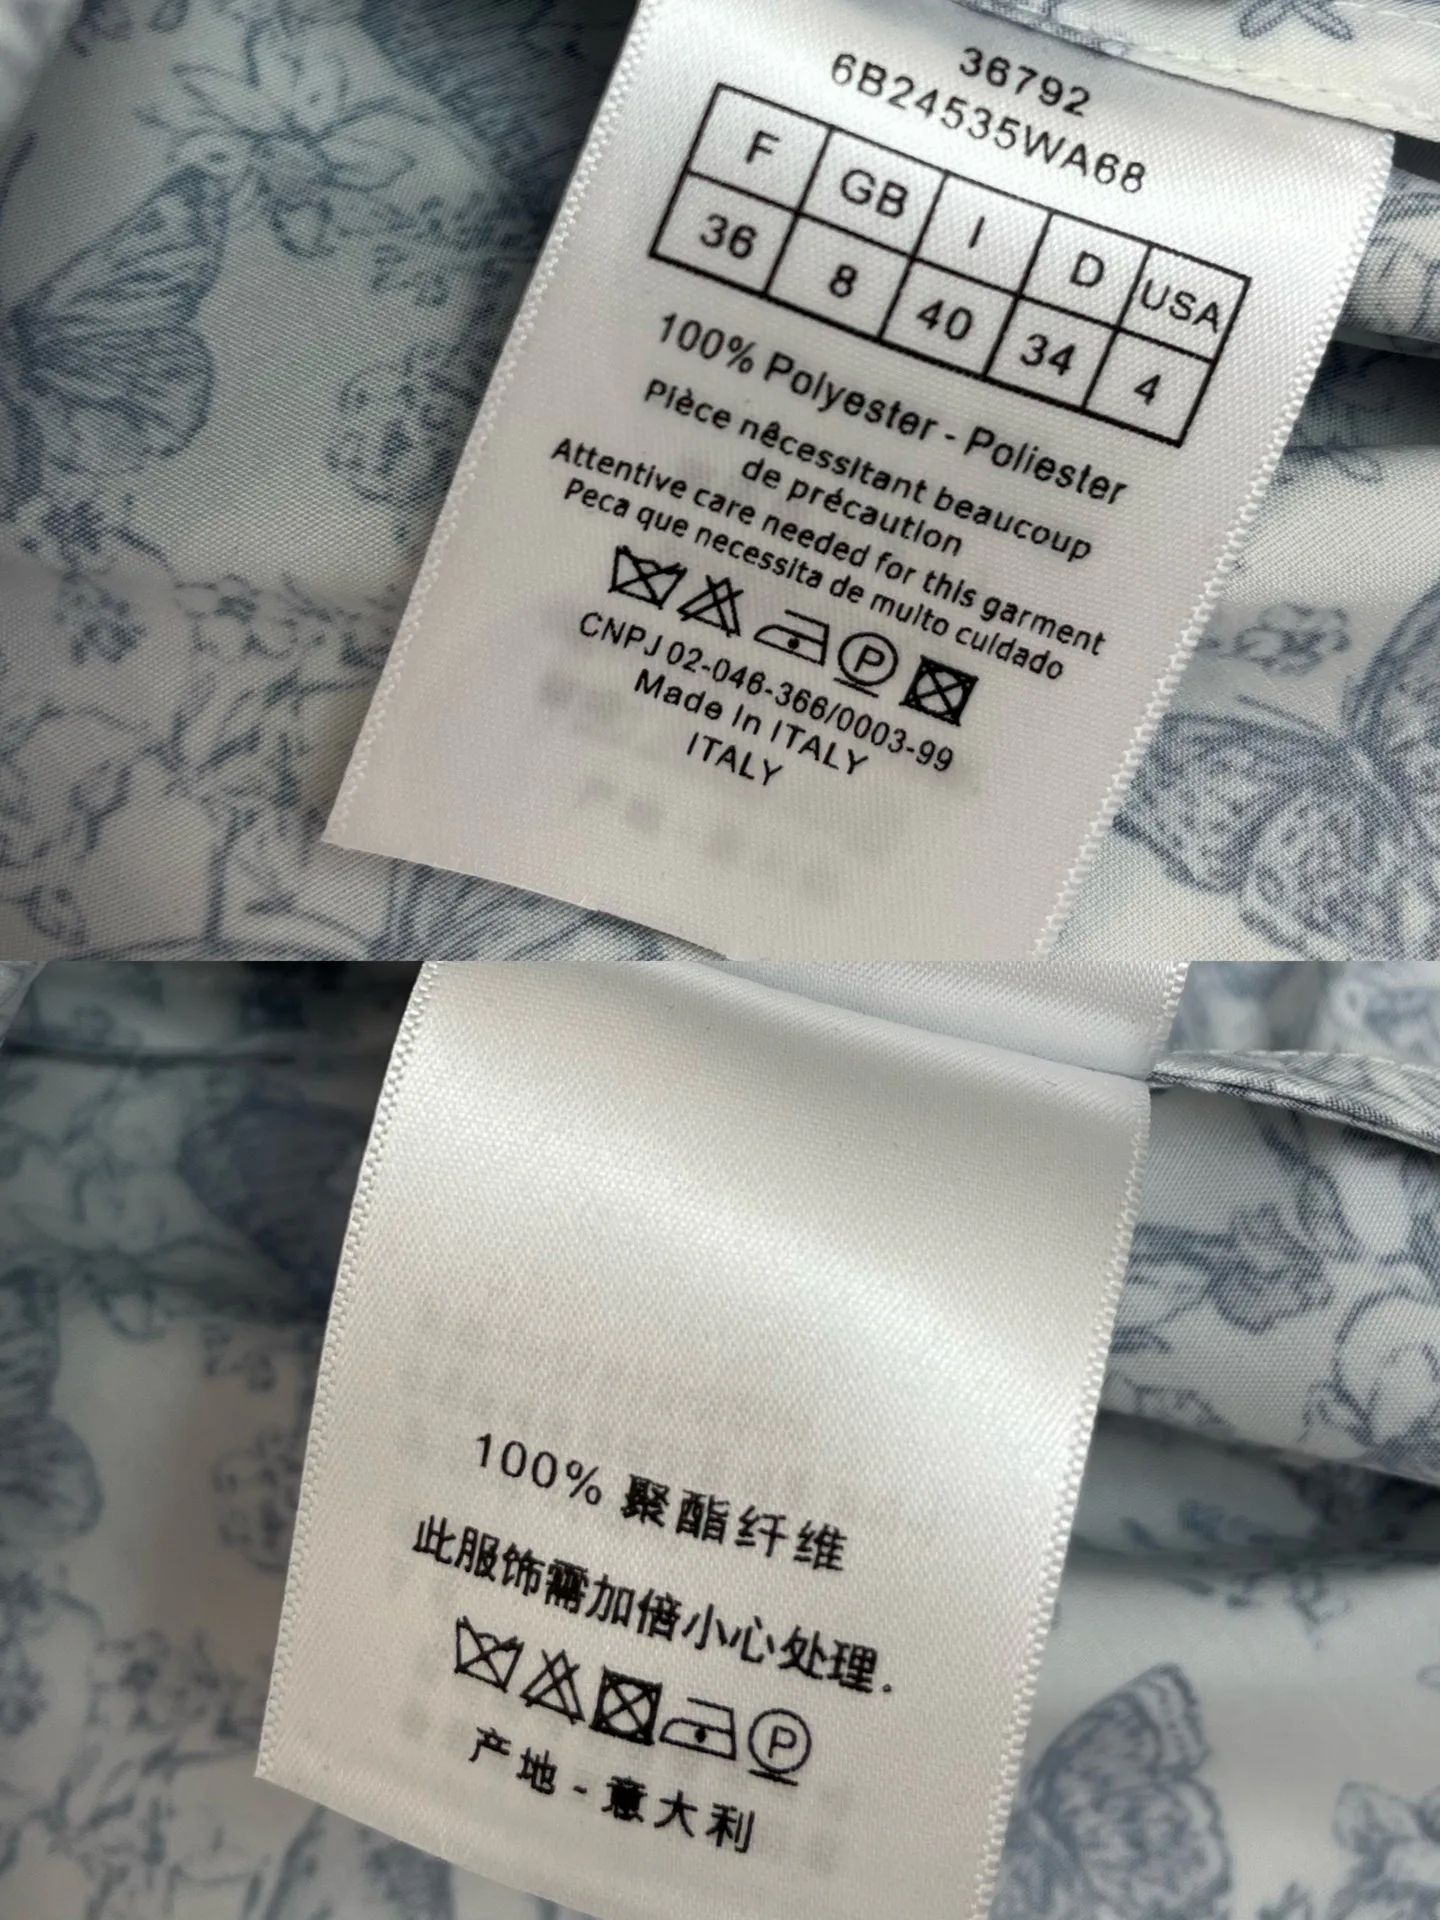 36792
6B24535WA68
F GB I D USA
36 8 40 34 4
100% Polyester - Poliester
Pièce nêcessitant beaucoup
de précaution
Attentive care needed for this garment
Peca que necessita de multo cuidado
P
CNPJ 02-046-366/0003-99
Made In ITALY
ITALY
100% 聚酯纤维
此服饰需加倍小心处理.
P
产地-意大利